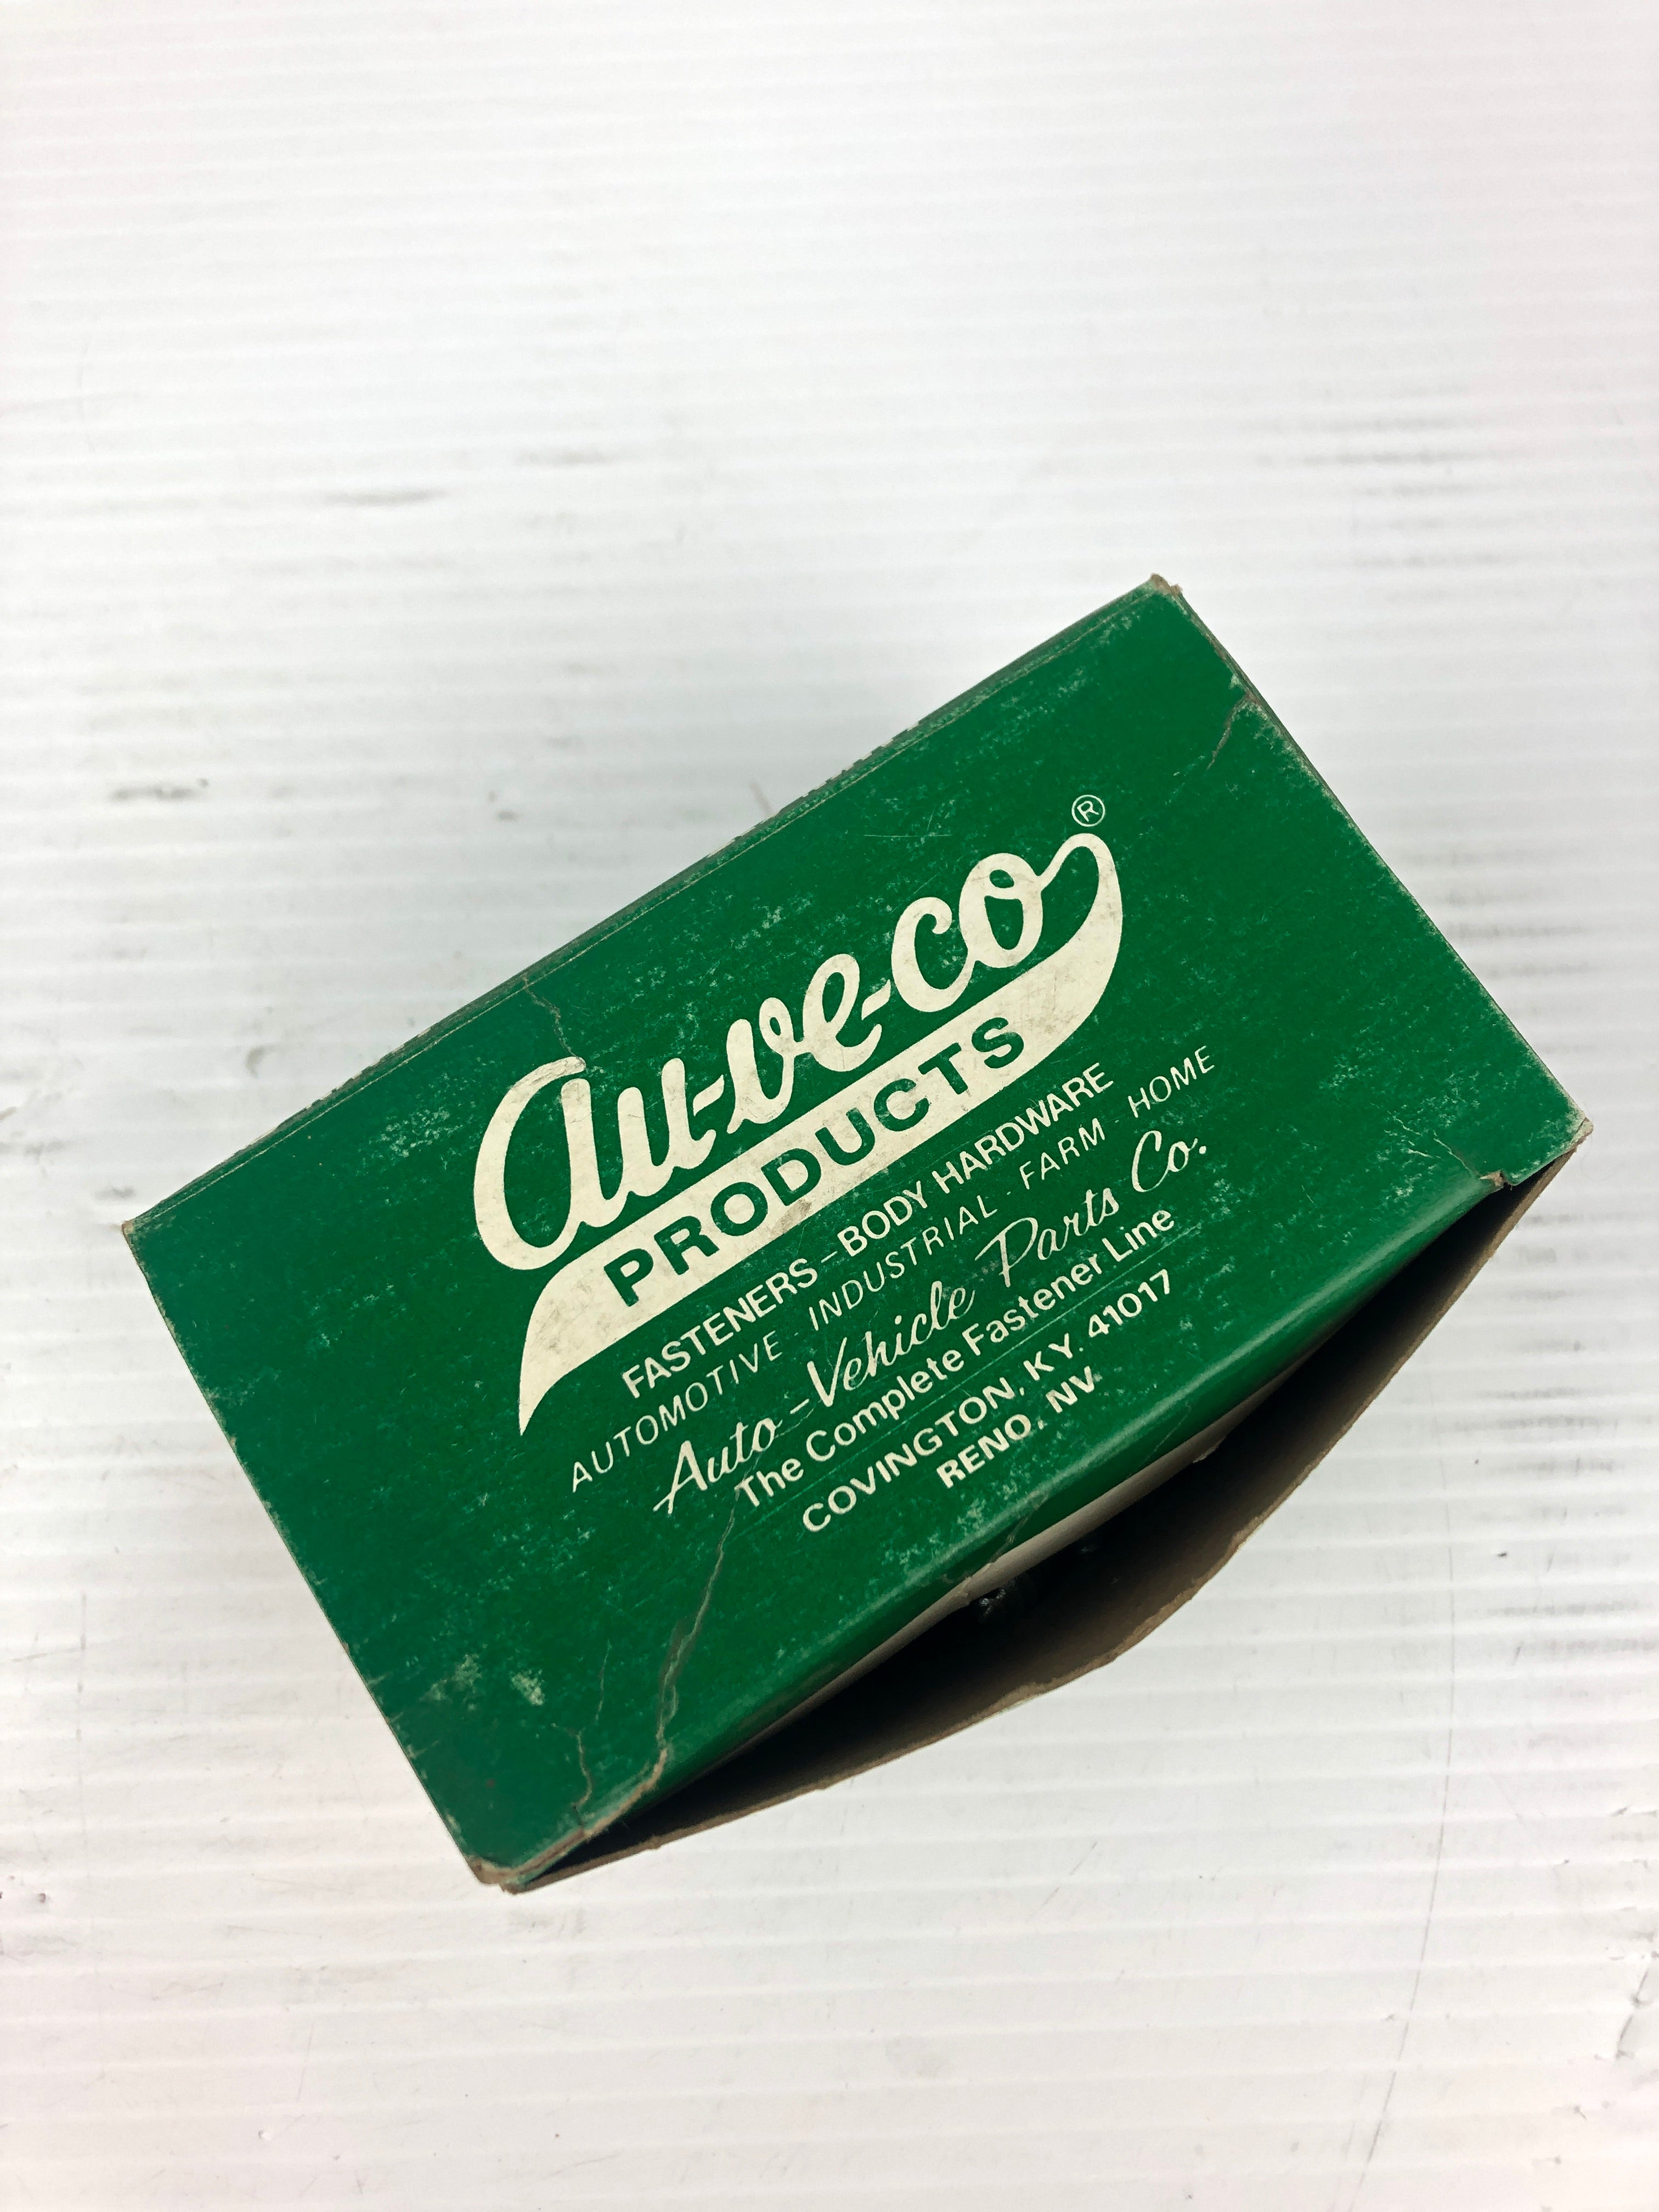 au-ve-co®
PRODUCTS
FASTENERS-BODY HARDWARE
AUTOMOTIVE - INDUSTRIAL - FARM - HOME
Auto-Vehicle Parts Co.
The Complete Fastener Line
COVINGTON, KY. 41017
RENO, NV.